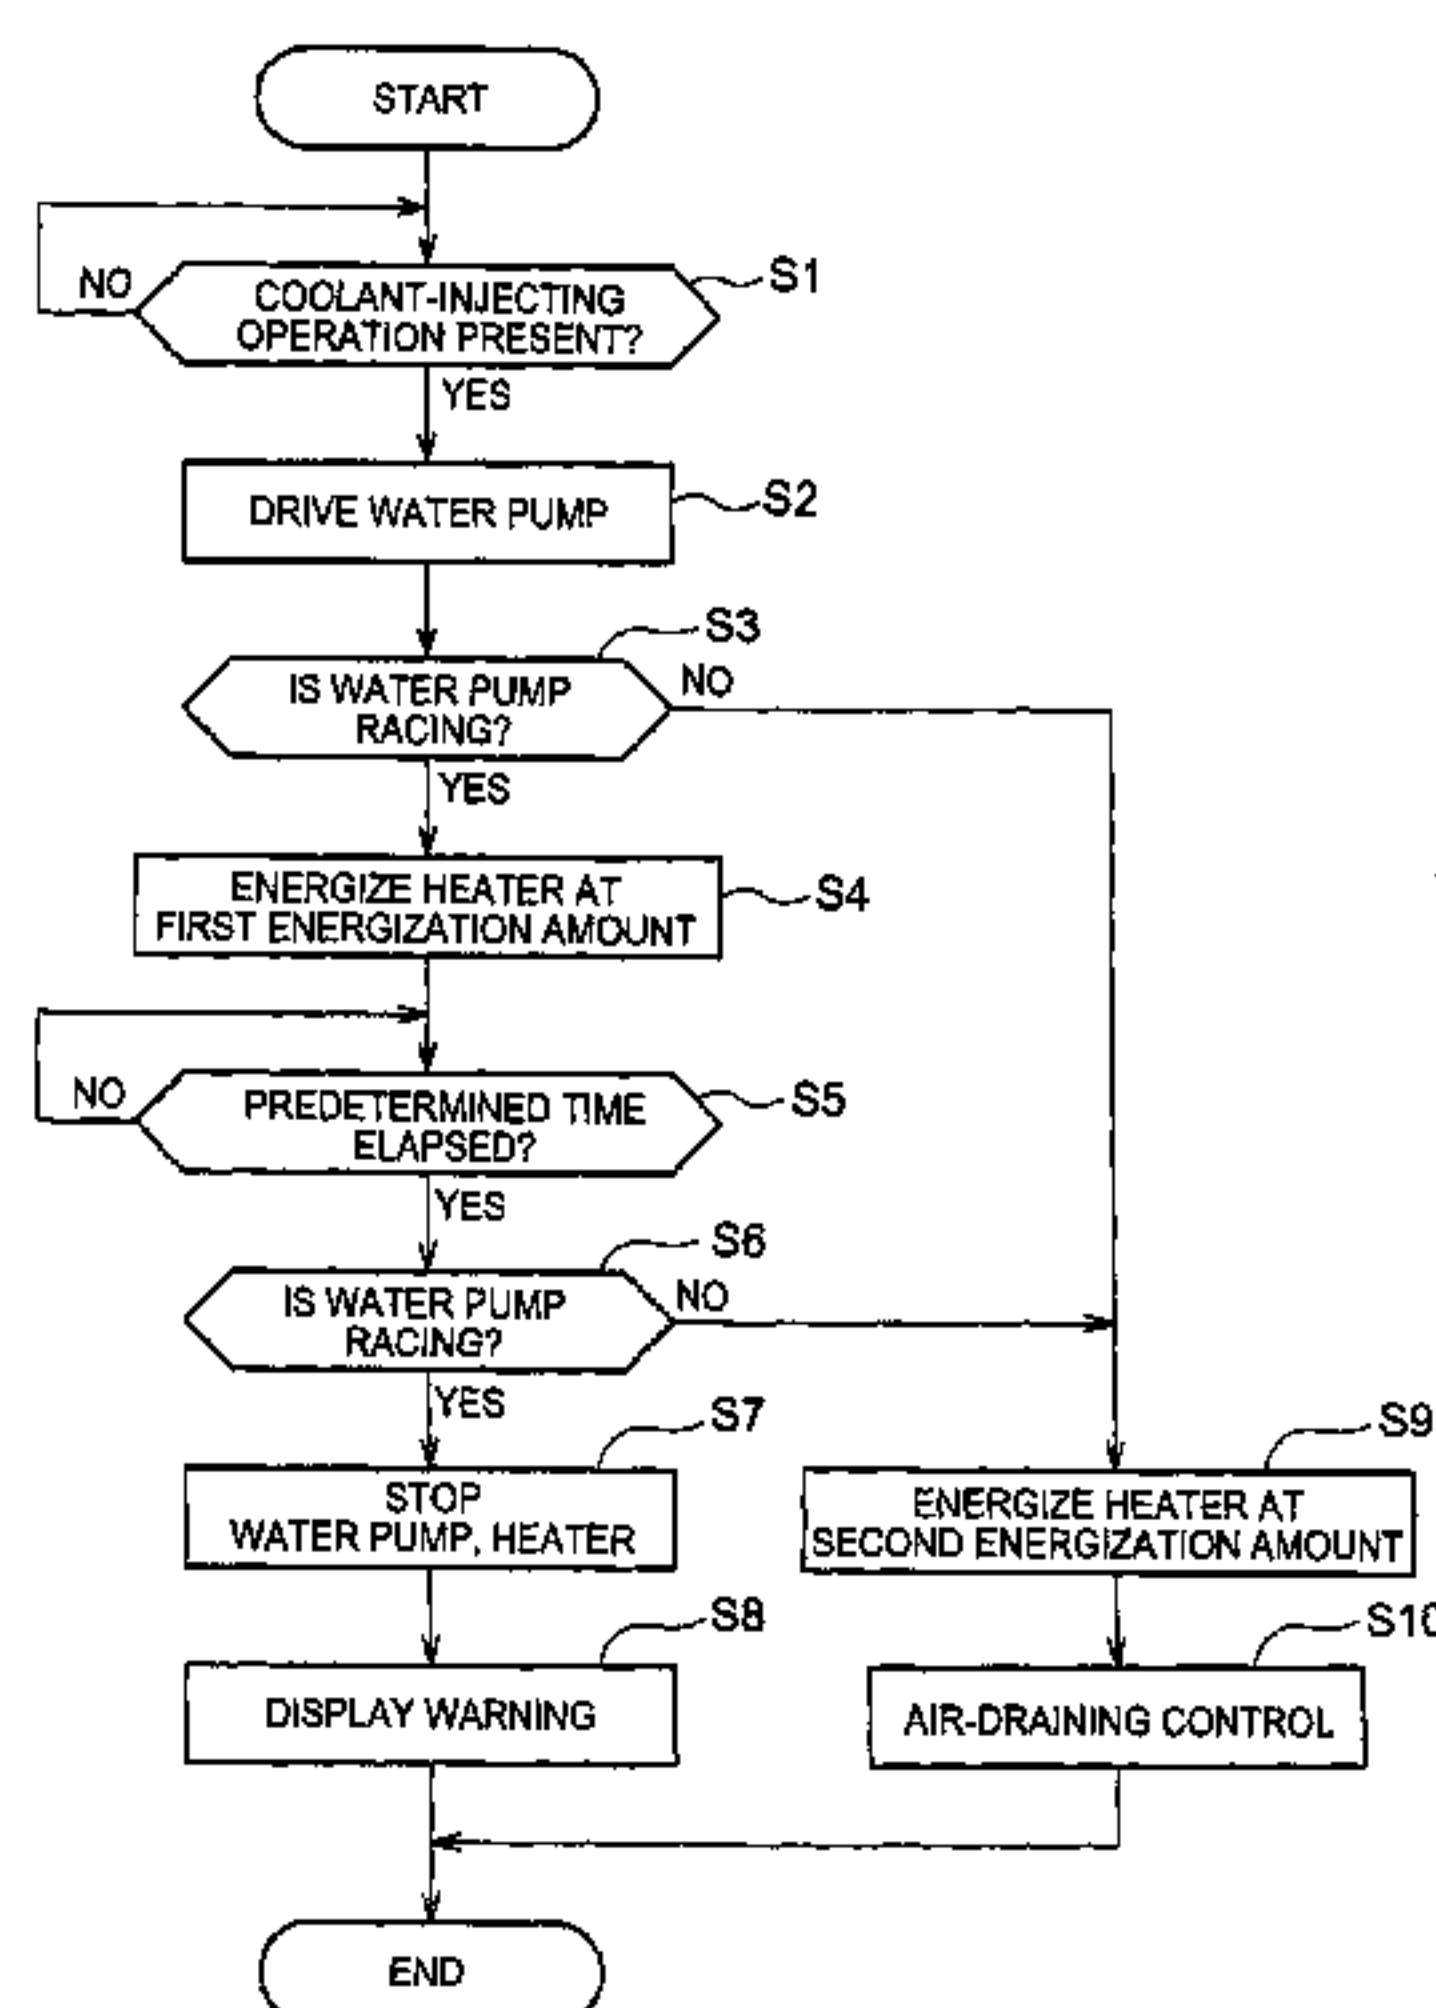 START
NO
COOLANT-INJECTING
OPERATION PRESENT?
S1
YES
DRIVE WATER PUMP
S2
S3
IS WATER PUMP
RACING?
NO
YES
ENERGIZE HEATER AT
FIRST ENERGIZATION AMOUNT
S4
NO
PREDETERMINED TIME
ELAPSED?
S5
YES
S6
IS WATER PUMP
RACING?
NO
YES
S7
STOP
WATER PUMP, HEATER
S8
DISPLAY WARNING
S9
ENERGIZE HEATER AT
SECOND ENERGIZATION AMOUNT
S10
AIR-DRAINING CONTROL
END